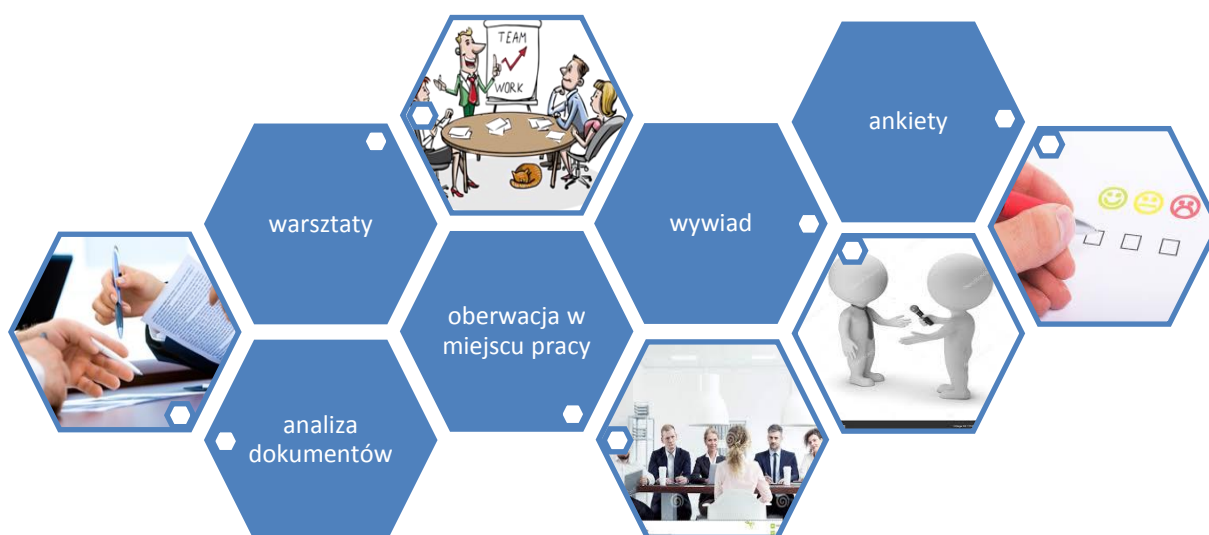 TEAM
WORK
ankiety
warsztaty
wywiad
oberwacja w
miejscu pracy
analiza
dokumentów